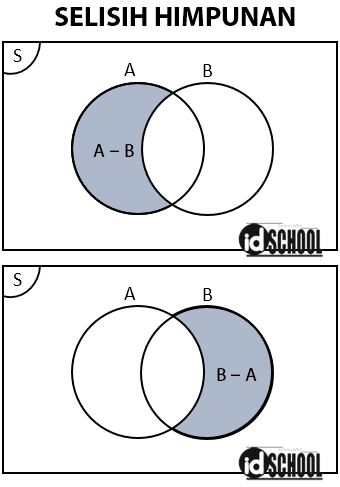 SELISIH HIMPUNAN
S
A B
A – B
idSCHOOL
S
A B
B – A
idSCHOOL